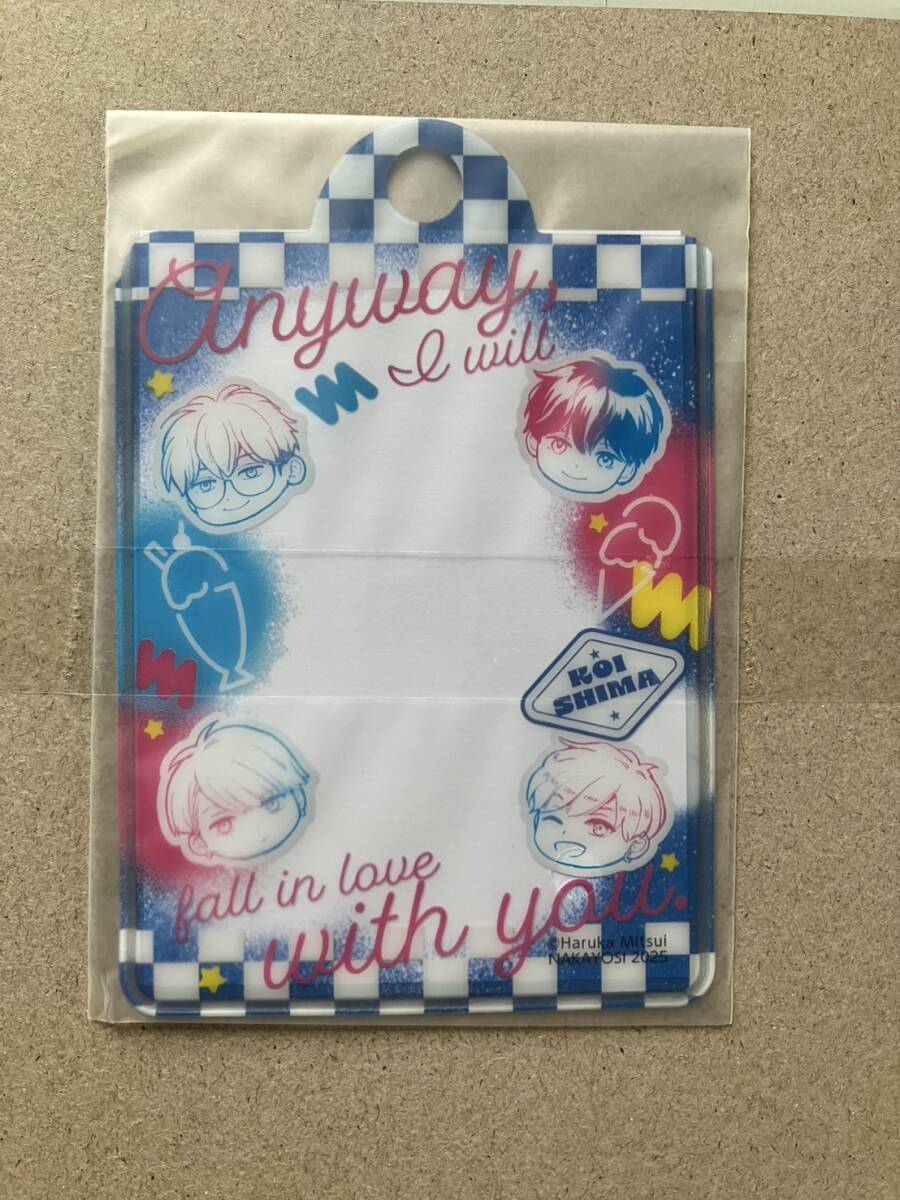 Anyway,
I will
KOI
SHIMA
fall in love
with you.
©Haruka Mitsui
NAKAYOSI 2025